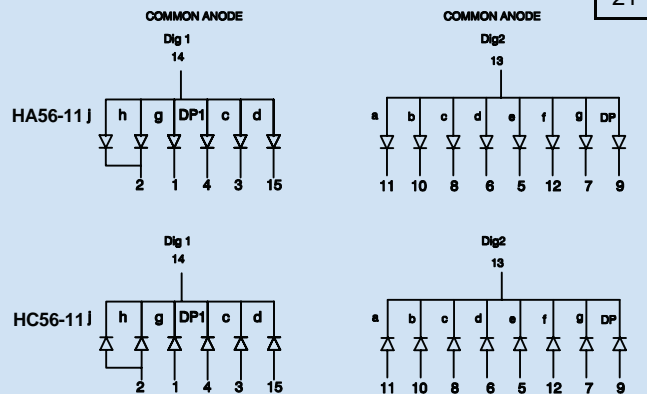 COMMON ANODE COMMON ANODE
Dig 1 Dig2
14 13
HA56-11 j h g DP1 c d a b c d e f g DP
2 1 4 3 15 11 10 8 6 5 12 7 9
Dig 1 Dig2
14 13
HC56-11 j h g DP1 c d a b c d e f g DP
2 1 4 3 15 11 10 8 6 5 12 7 9